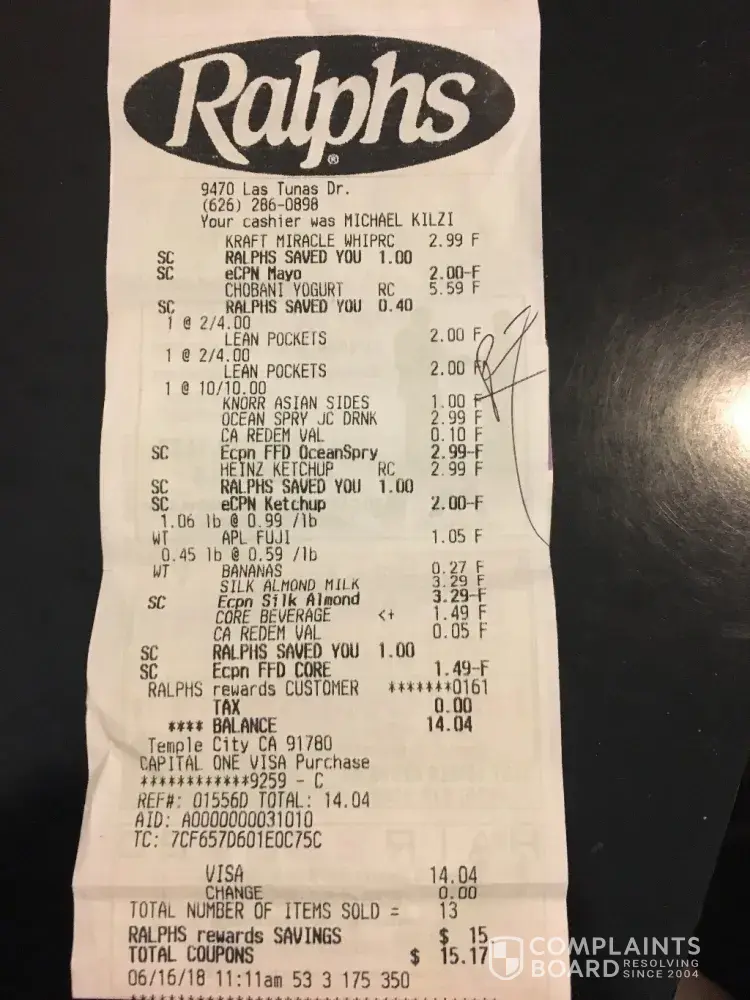 Ralphs
®
9470 Las Tunas Dr.
(626) 286-0898
Your cashier was MICHAEL KILZI
KRAFT MIRACLE WHIPRC 2.99 F
SC RALPHS SAVED YOU 1.00
SC eCPN Mayo 2.00-F
CHOBANI YOGURT RC 5.59 F
SC RALPHS SAVED YOU 0.40
1 @ 2/4.00
LEAN POCKETS 2.00 F
1 @ 2/4.00
LEAN POCKETS 2.00 F
1 @ 10/10.00
KNORR ASIAN SIDES 1.00 F
OCEAN SPRY JC DRNK 2.99 F
CA REDEM VAL 0.10 F
SC Ecpn FFD OceanSpry 2.99-F
HEINZ KETCHUP RC 2.99 F
SC RALPHS SAVED YOU 1.00
SC eCPN Ketchup 2.00-F
1.06 lb @ 0.99 /lb
WT APL FUJI 1.05 F
0.45 lb @ 0.59 /lb
WT BANANAS 0.27 F
SILK ALMOND MILK 3.29 F
SC Ecpn Silk Almond 3.29-F
CORE BEVERAGE <+ 1.49 F
CA REDEM VAL 0.05 F
SC RALPHS SAVED YOU 1.00
SC Ecpn FFD CORE 1.49-F
RALPHS rewards CUSTOMER *******0161
TAX 0.00
**** BALANCE 14.04
Temple City CA 91780
CAPITAL ONE VISA Purchase
************9259 - C
REF#: 01556D TOTAL: 14.04
AID: A0000000031010
TC: 7CF657D601E0C75C
VISA 14.04
CHANGE 0.00
TOTAL NUMBER OF ITEMS SOLD = 13
RALPHS rewards SAVINGS $ 15
TOTAL COUPONS $ 15.17
06/16/18 11:11am 53 3 175 350
COMPLAINTS
BOARD RESOLVING
SINCE 2004